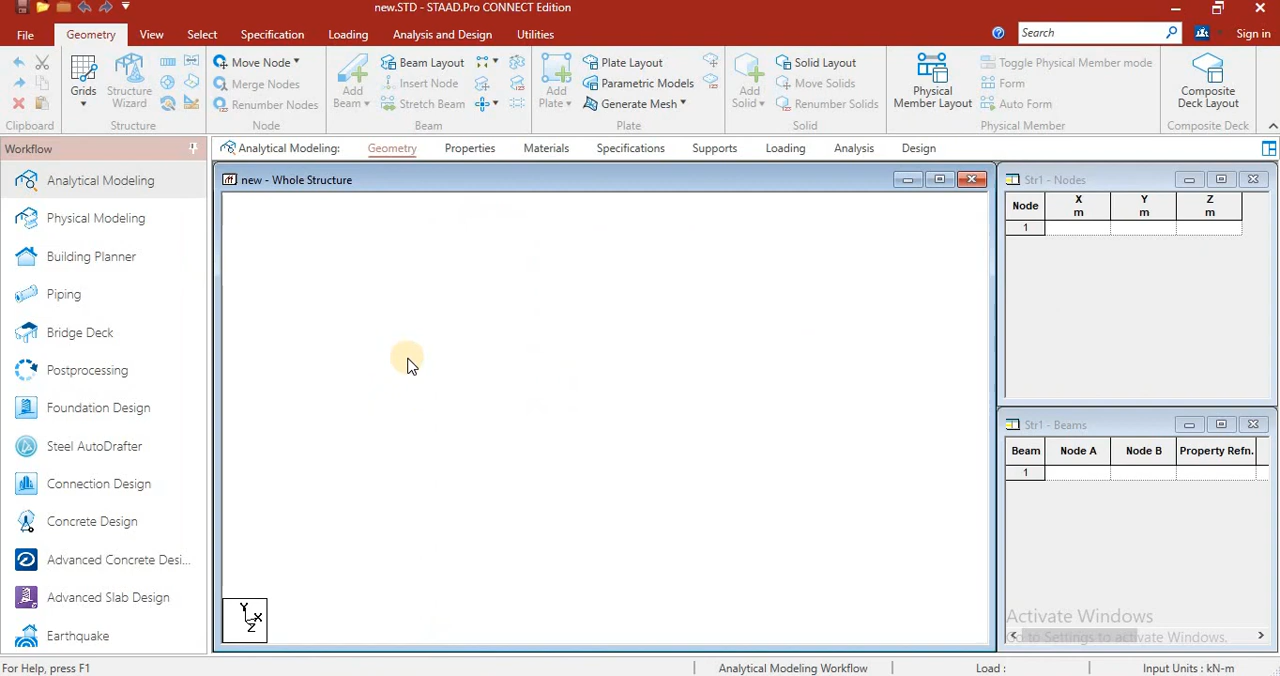 new.STD - STAAD.Pro CONNECT Edition
File Geometry View Select Specification Loading Analysis and Design Utilities Search Sign in
Grids
Structure Wizard
Move Node
Merge Nodes
Renumber Nodes
Add Beam
Beam Layout
Insert Node
Stretch Beam
Add Plate
Plate Layout
Parametric Models
Generate Mesh
Add Solid
Solid Layout
Move Solids
Renumber Solids
Physical Member Layout
Toggle Physical Member mode
Form
Auto Form
Composite Deck Layout
Clipboard Structure Node Beam Plate Solid Physical Member Composite Deck
Workflow
Analytical Modeling: Geometry Properties Materials Specifications Supports Loading Analysis Design
Analytical Modeling
Physical Modeling
Building Planner
Piping
Bridge Deck
Postprocessing
Foundation Design
Steel AutoDrafter
Connection Design
Concrete Design
Advanced Concrete Desi...
Advanced Slab Design
Earthquake
new - Whole Structure
Y
X
Z
Str1 - Nodes
Node X m Y m Z m
1
Str1 - Beams
Beam Node A Node B Property Refn.
1
Activate Windows
Go to Settings to activate Windows.
For Help, press F1
Analytical Modeling Workflow
Load :
Input Units : kN-m